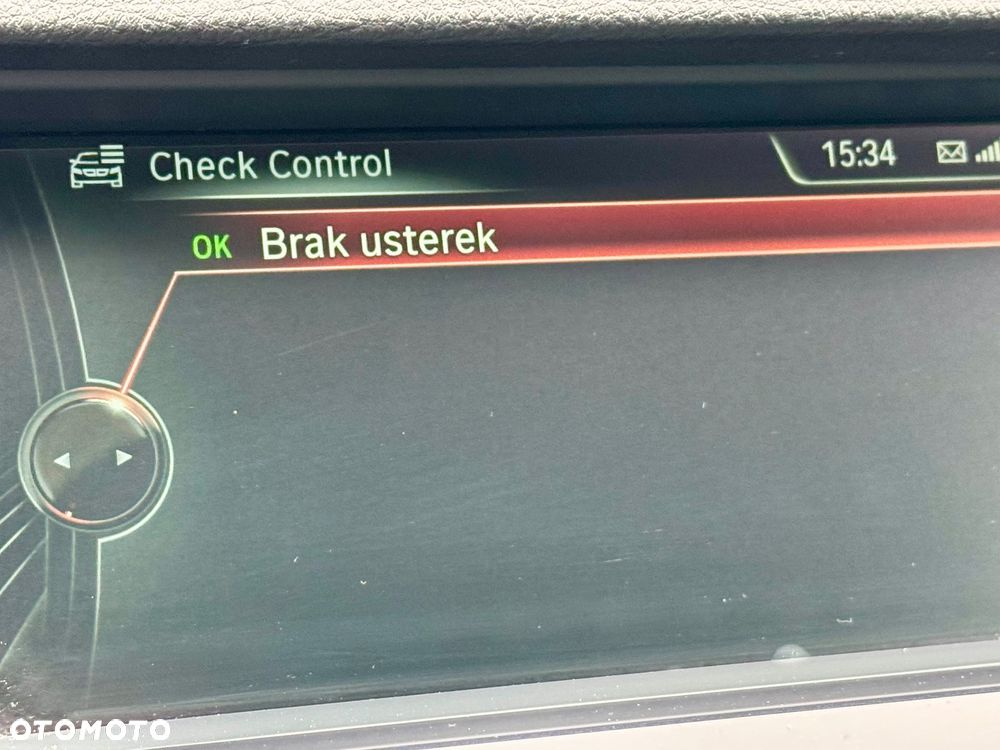 Check Control
15:34
OK Brak usterek
OTOMOTO